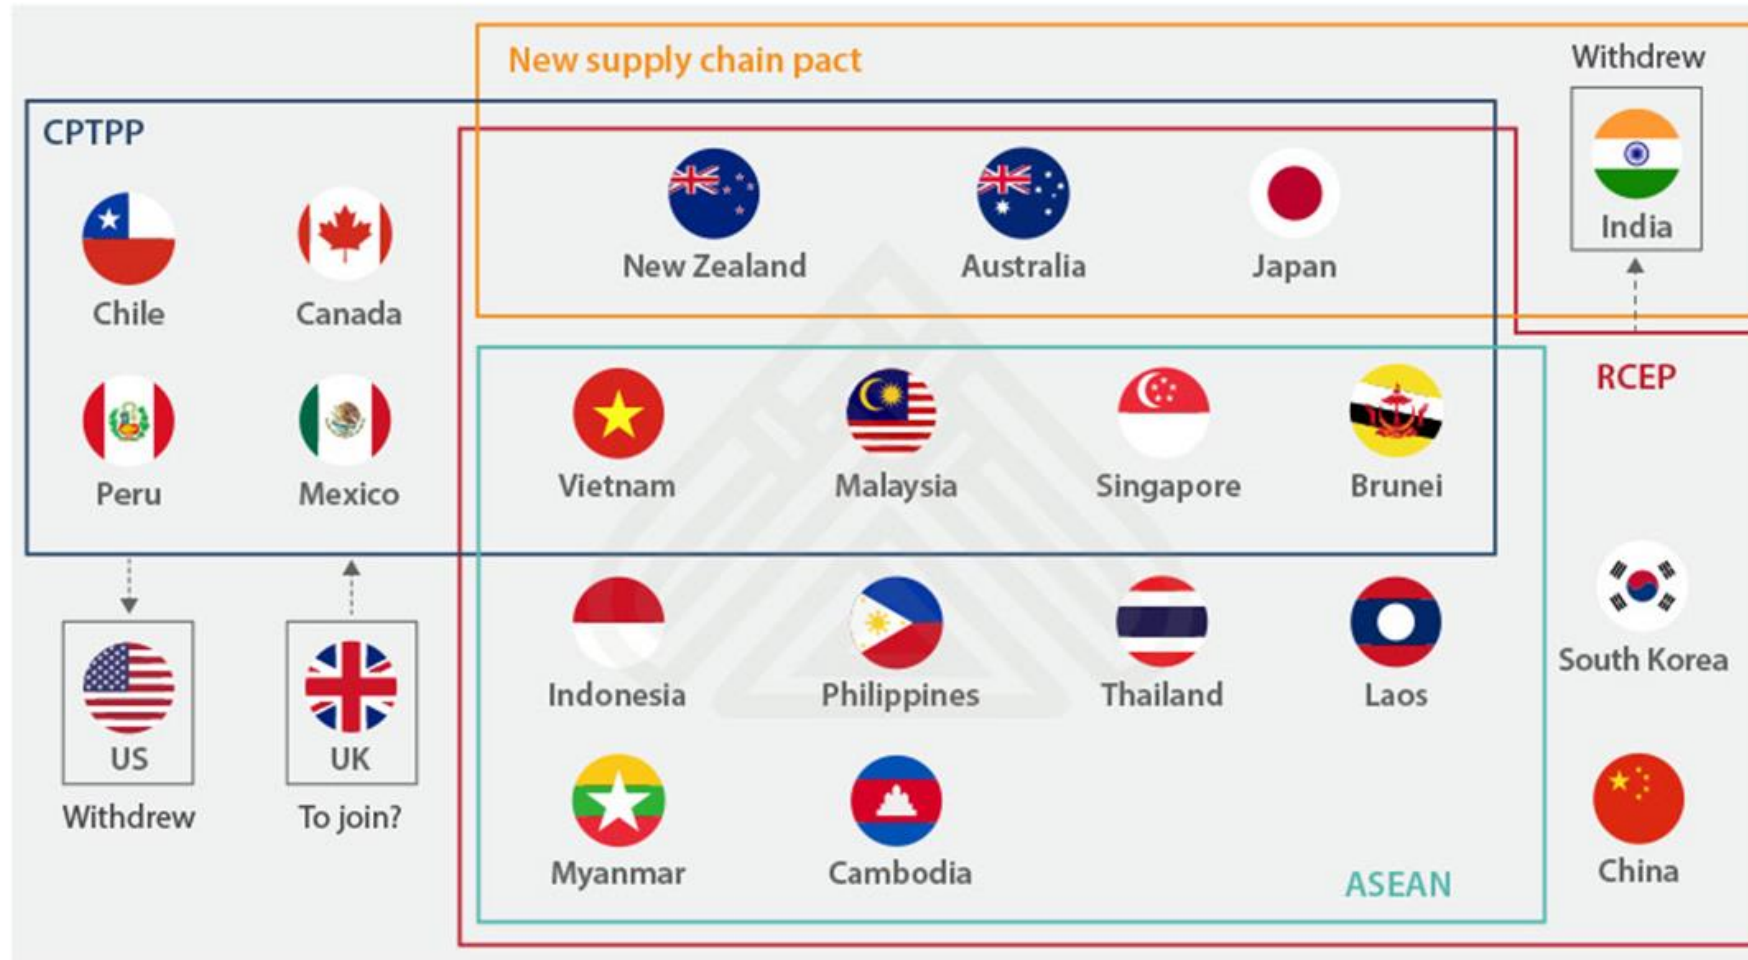 New supply chain pact
Withdrew
CPTPP
India
New Zealand
Australia
Japan
Chile
Canada
RCEP
Peru
Mexico
Vietnam
Malaysia
Singapore
Brunei
South Korea
Indonesia
Philippines
Thailand
Laos
US
UK
Withdrew
To join?
Myanmar
Cambodia
ASEAN
China